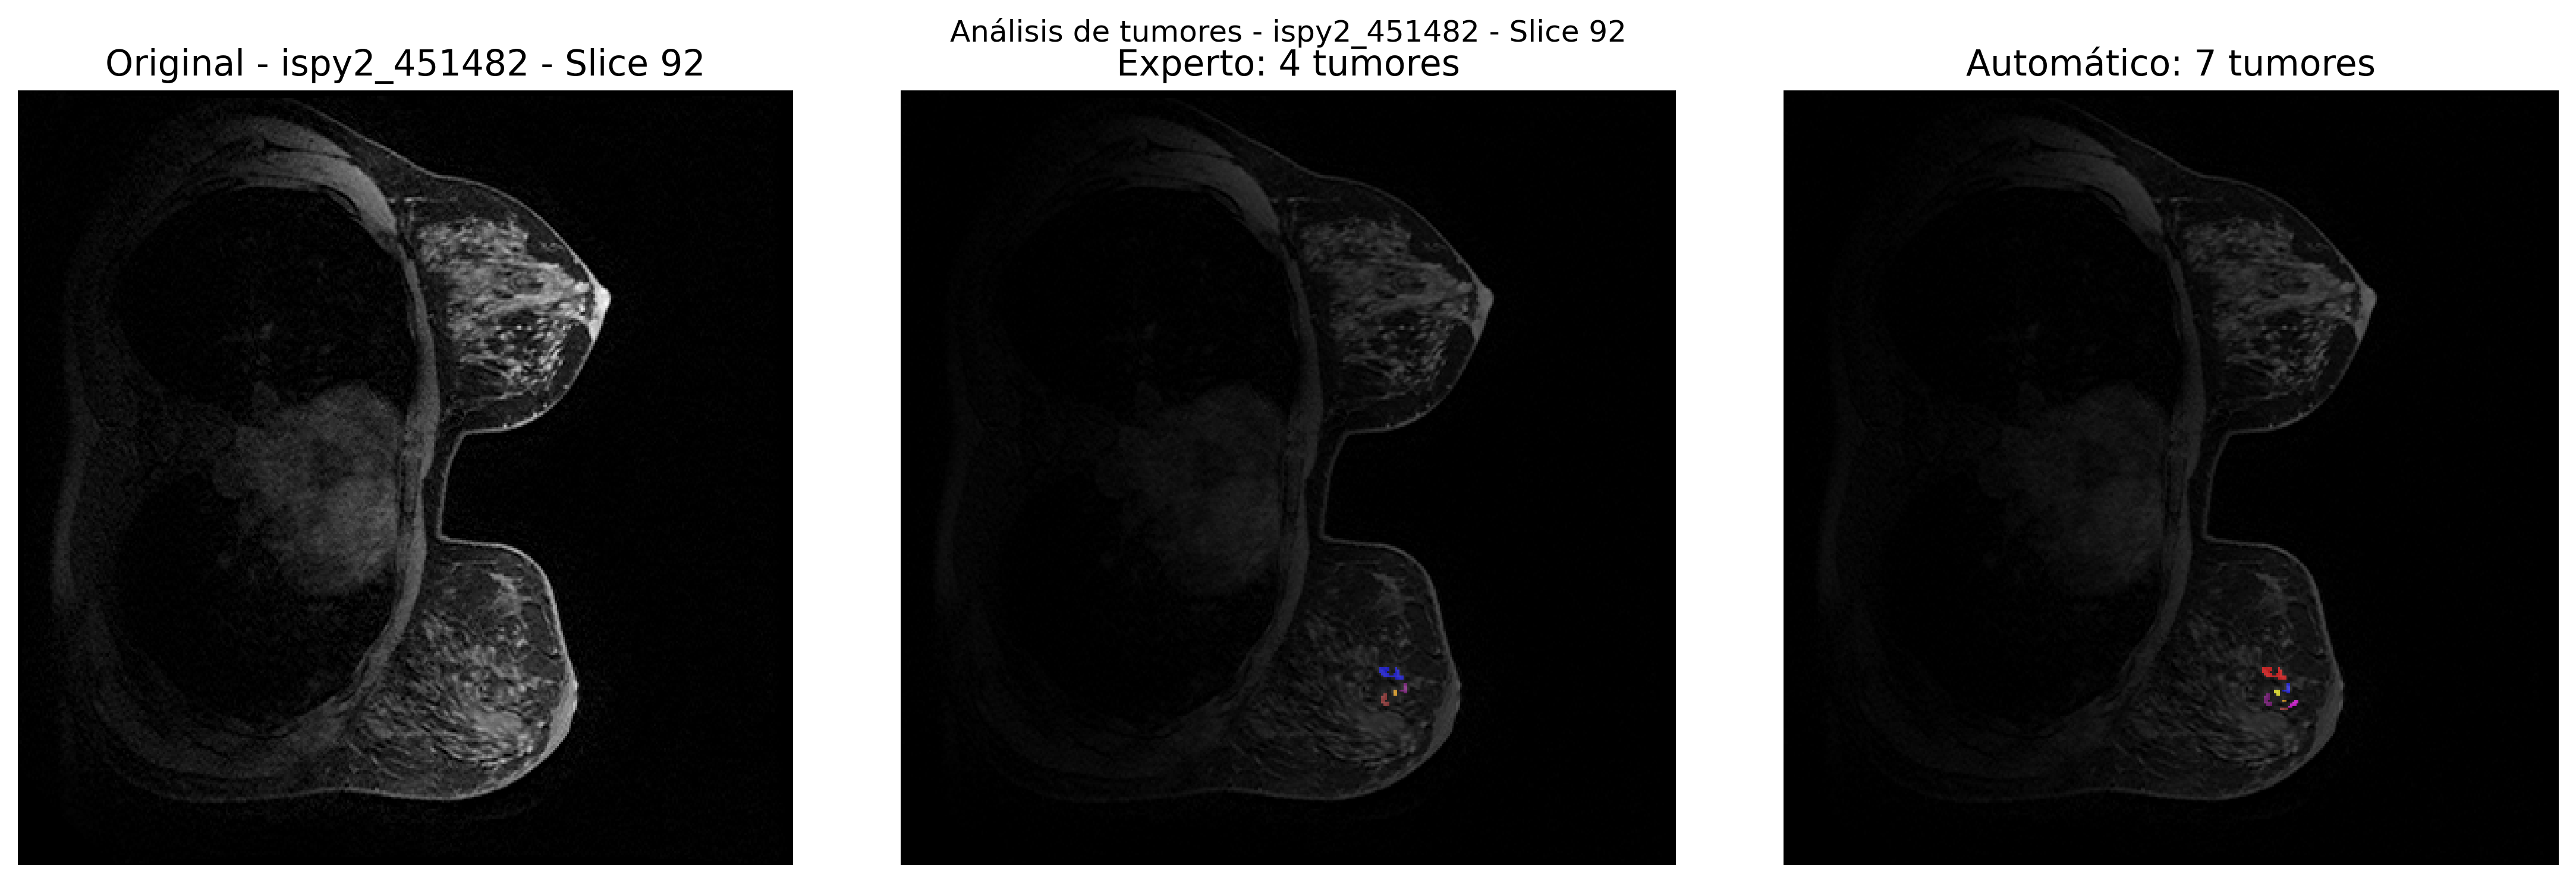 Análisis de tumores - ispy2_451482 - Slice 92
Original - ispy2_451482 - Slice 92
Experto: 4 tumores
Automático: 7 tumores